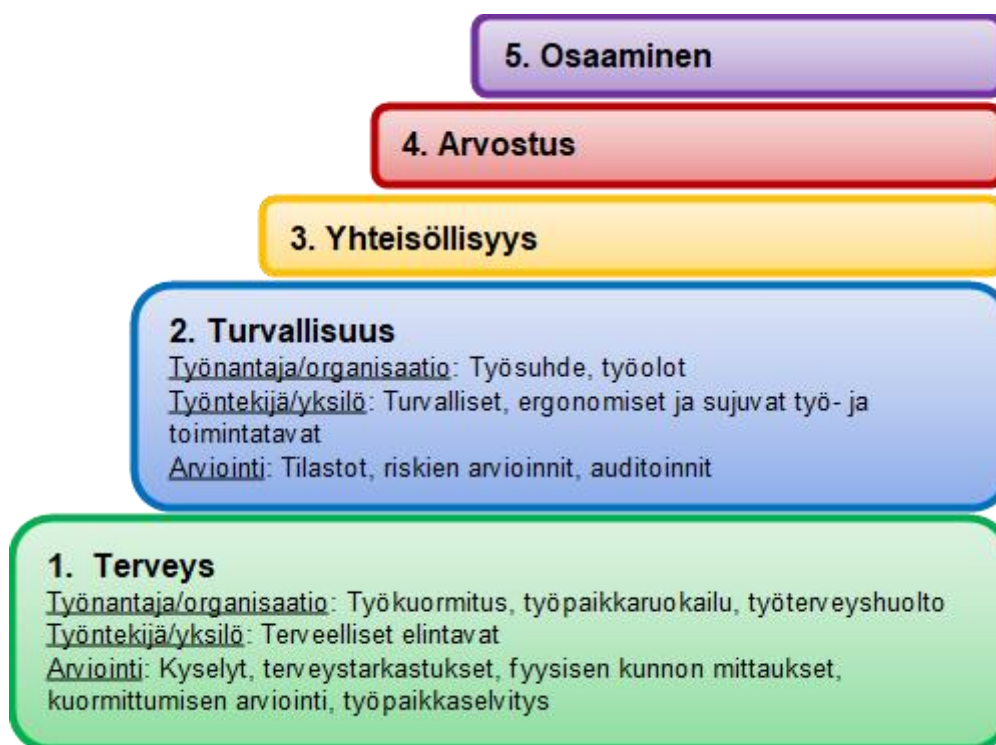 5. Osaaminen
4. Arvostus
3. Yhteisöllisyys
2. Turvallisuus
Työnantaja/organisaatio: Työsuhde, työolot
Työntekijä/yksilö: Turvalliset, ergonomiset ja sujuvat työ- ja
toimintatavat
Arviointi: Tilastot, riskien arvioinnit, auditoinnit
1. Terveys
Työnantaja/organisaatio: Työkuormitus, työpaikkaruokailu, työterveyshuolto
Työntekijä/yksilö: Terveelliset elintavat
Arviointi: Kyselyt, terveystarkastukset, fyysisen kunnon mittaukset,
kuormittumisen arviointi, työpaikkaselvitys